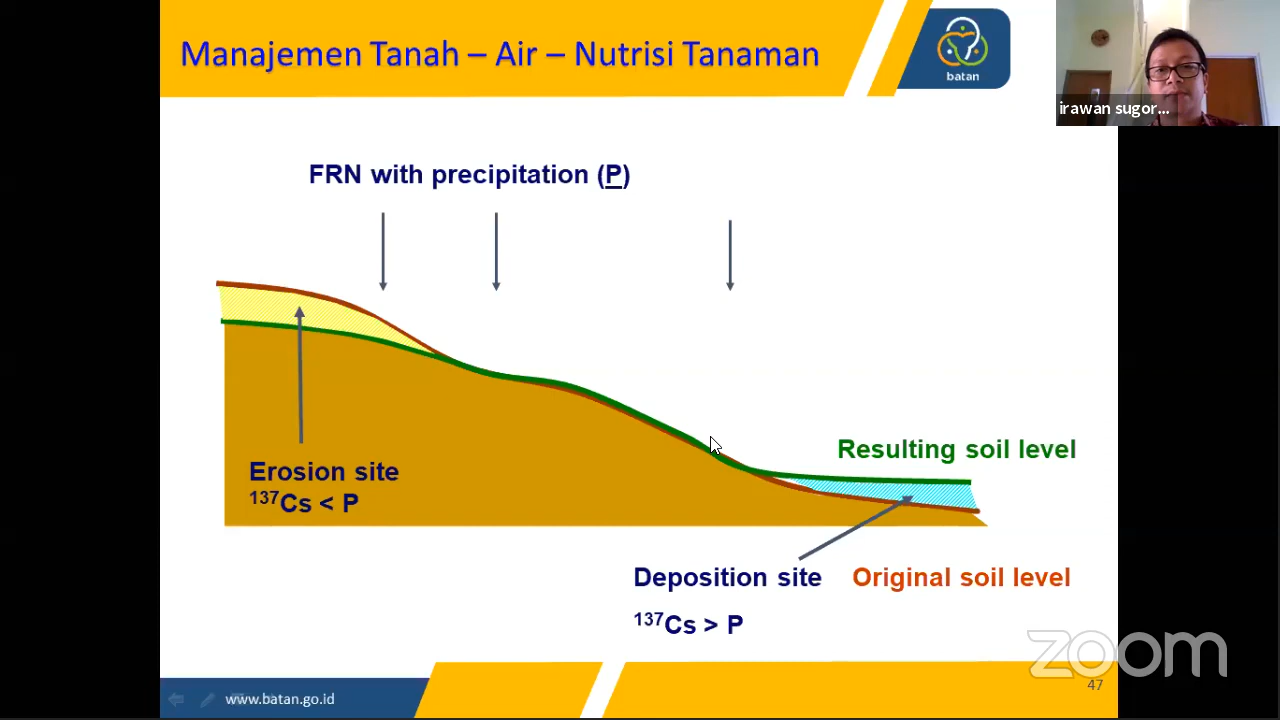 Manajemen Tanah – Air – Nutrisi Tanaman
batan
irawan sugor...
FRN with precipitation (P)
Erosion site
¹³⁷Cs < P
Resulting soil level
Deposition site
Original soil level
¹³⁷Cs > P
zoom
47
www.batan.go.id